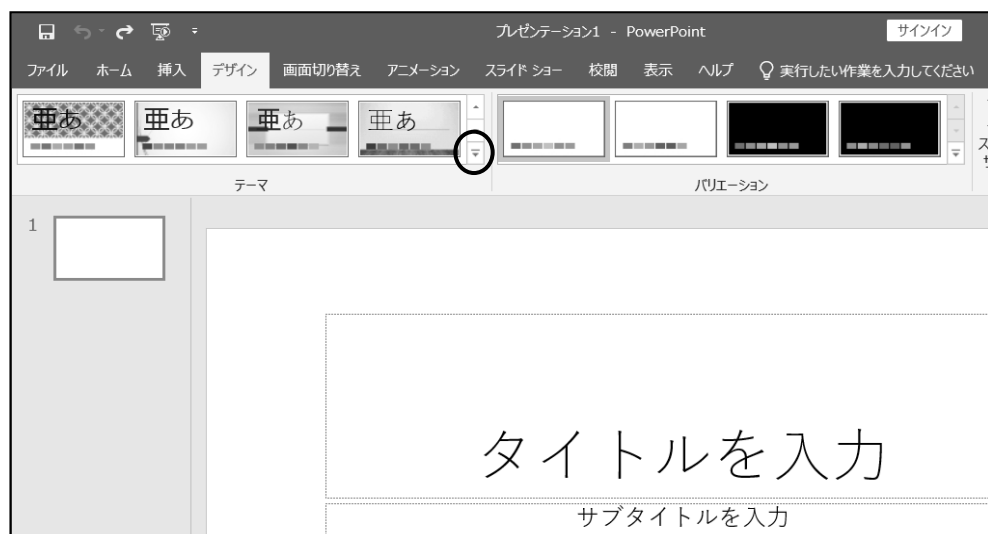 プレゼンテーション1 - PowerPoint
サインイン
ファイル ホーム 挿入 デザイン 画面切り替え アニメーション スライド ショー 校閲 表示 ヘルプ 実行したい作業を入力してください
亜あ 亜あ 亜あ 亜あ
ス
テーマ バリエーション
1
タイトルを入力
サブタイトルを入力